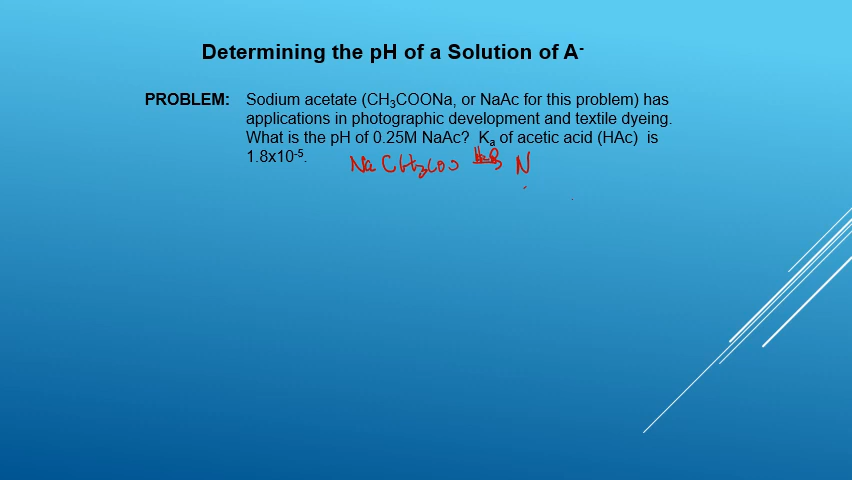 Determining the pH of a Solution of A⁻
PROBLEM: Sodium acetate (CH₃COONa, or NaAc for this problem) has
applications in photographic development and textile dyeing.
What is the pH of 0.25M NaAc? Kₐ of acetic acid (HAc) is
1.8x10⁻⁵.
Na CH₃COO H₂O N